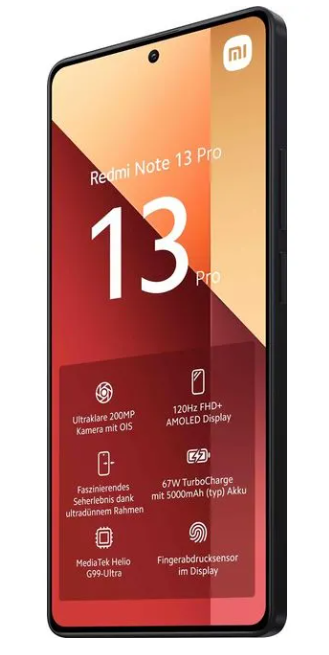 mi
Redmi Note 13 Pro
13
Pro
Ultraklare 200MP
Kamera mit OIS
120Hz FHD+
AMOLED Display
Faszinierendes
Seherlebnis dank
ultradünnem Rahmen
67W TurboCharge
mit 5000mAh (typ) Akku
MediaTek Helio
G99-Ultra
Fingerabdrucksensor
im Display